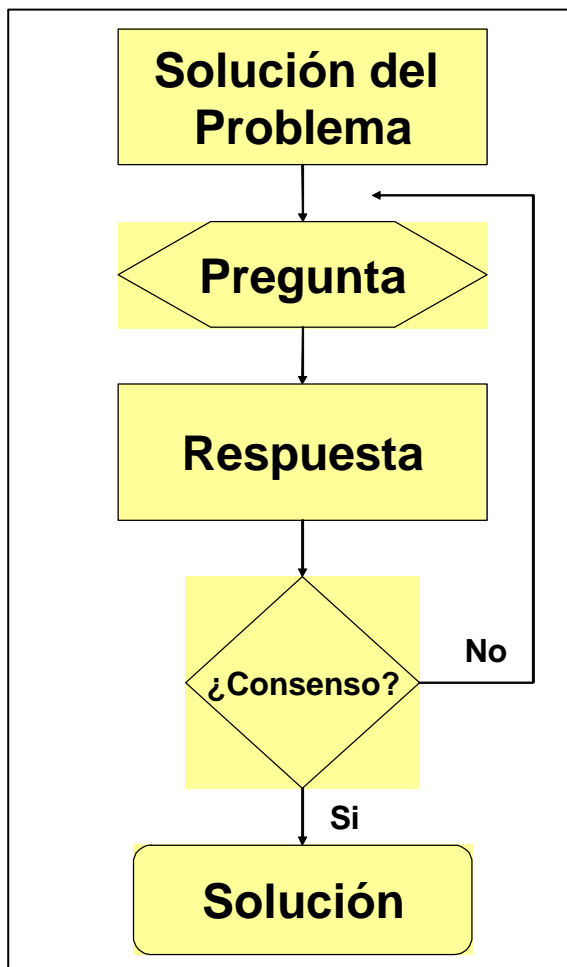 Solución del
Problema
Pregunta
Respuesta
¿Consenso?
No
Si
Solución